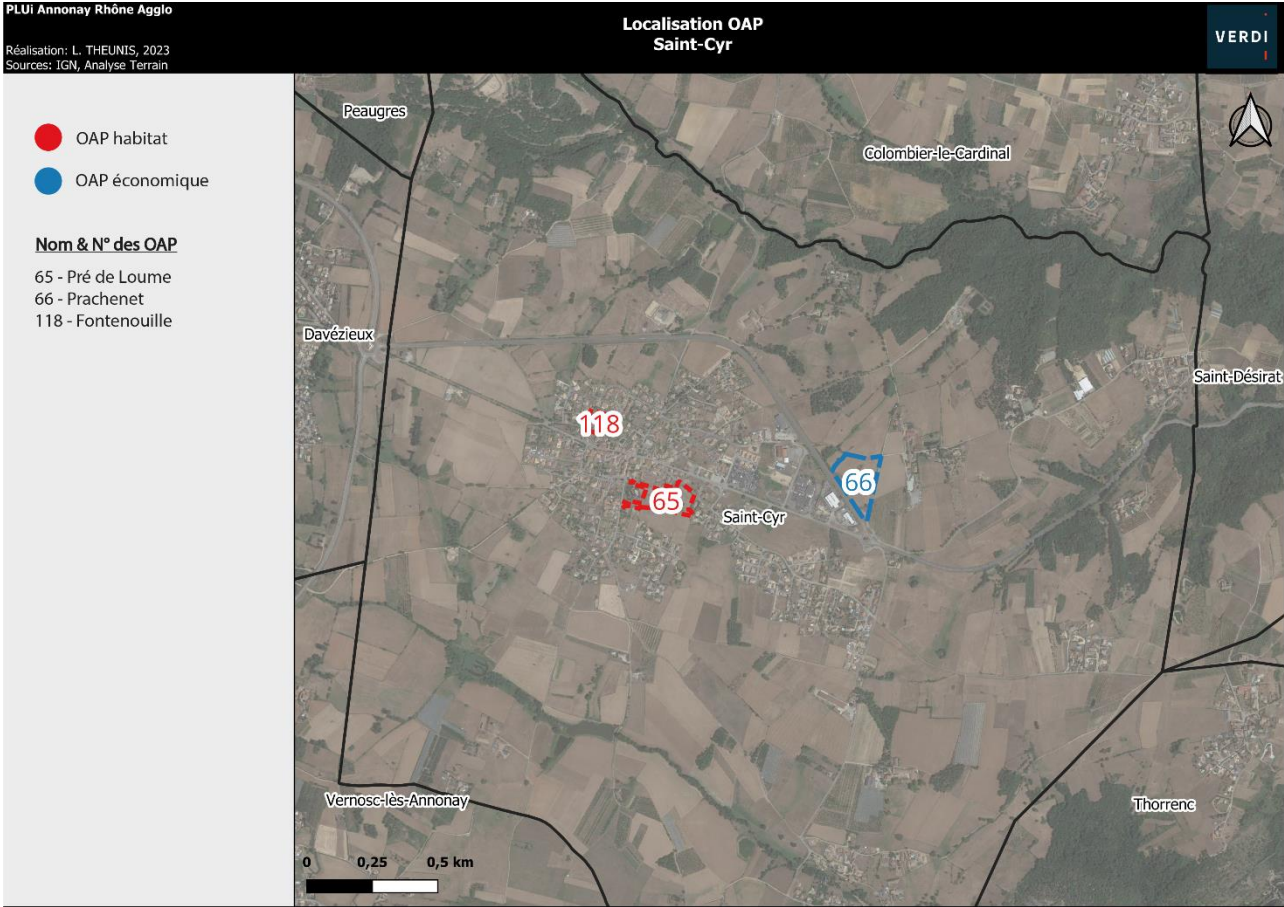 PLUi Annonay Rhône Agglo
Réalisation: L. THEUNIS, 2023
Sources: IGN, Analyse Terrain
Localisation OAP
Saint-Cyr
VERDI
OAP habitat
OAP économique
Nom & N° des OAP
65 - Pré de Loume
66 - Prachenet
118 - Fontenouille
Peaugres
Colombier-le-Cardinal
Davézieux
Saint-Désirat
118
66
65
Saint-Cyr
Vernosc-lès-Annonay
Thorrenc
0 0,25 0,5 km